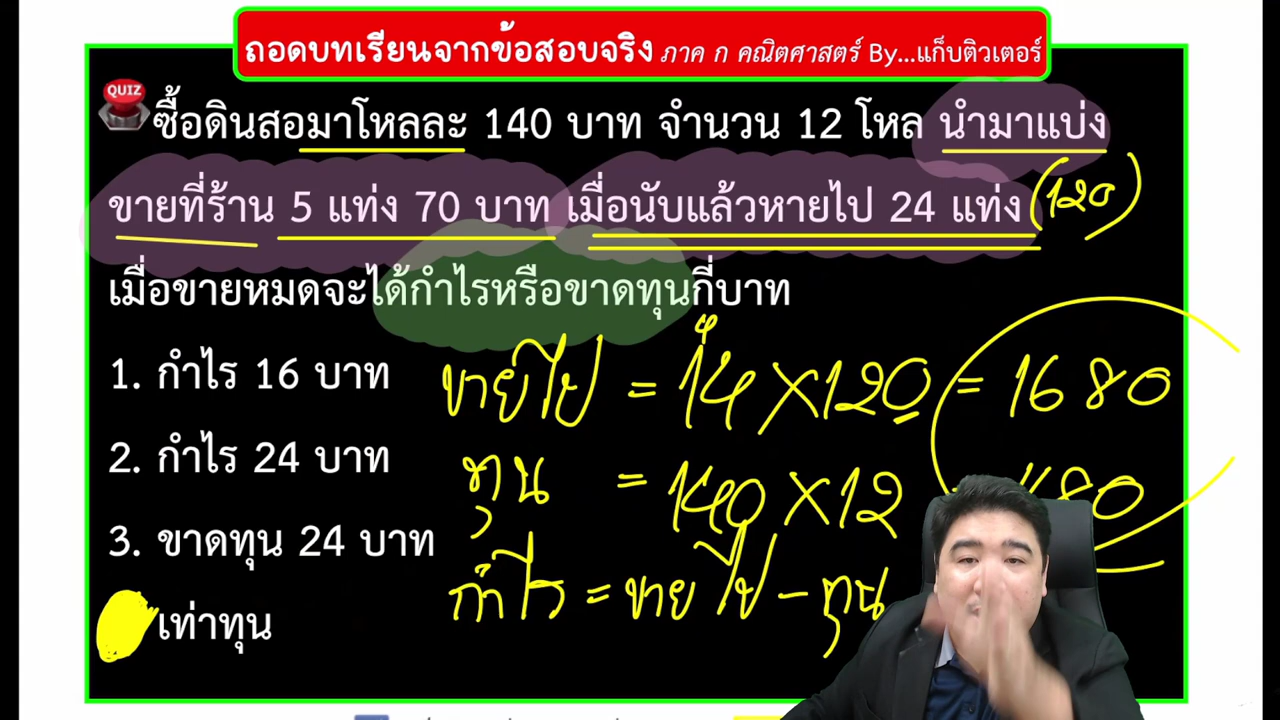 ถอดบทเรียนจากข้อสอบจริง ภาค ก คณิตศาสตร์ By...แก็บติวเตอร์
QUIZ
ซื้อดินสอมาโหลละ 140 บาท จำนวน 12 โหล นำมาแบ่ง
ขายที่ร้าน 5 แท่ง 70 บาท เมื่อนับแล้วหายไป 24 แท่ง (120)
เมื่อขายหมดจะได้กำไรหรือขาดทุนกี่บาท
1. กำไร 16 บาท
ขายไป = 14 × 120 = 1680
2. กำไร 24 บาท
ทุน = 140 × 12
3. ขาดทุน 24 บาท
กำไร = ขายไป - ทุน
เท่าทุน